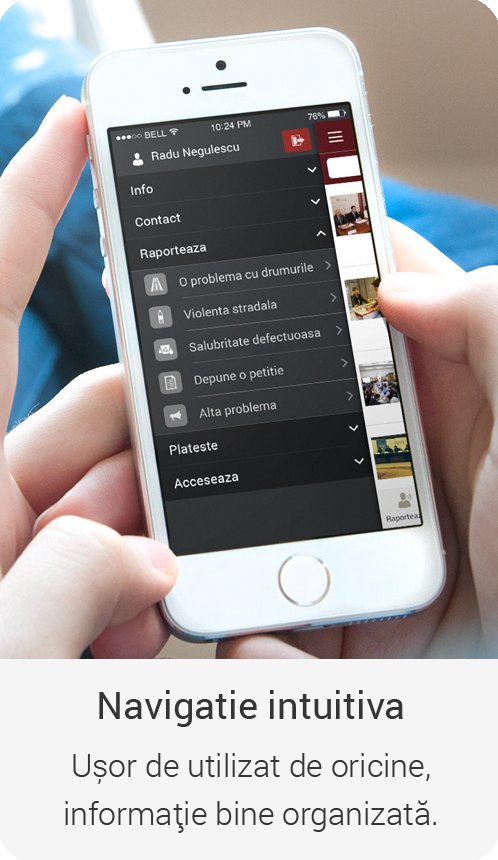 BELL 10:24 PM 76%
Radu Negulescu
Info
Contact
Raporteaza
O problema cu drumurile
Violenta stradala
Salubritate defectuoasa
Depune o petitie
Alta problema
Plateste
Acceseaza
Raporteaz
Navigatie intuitiva
Ușor de utilizat de oricine,
informaţie bine organizată.